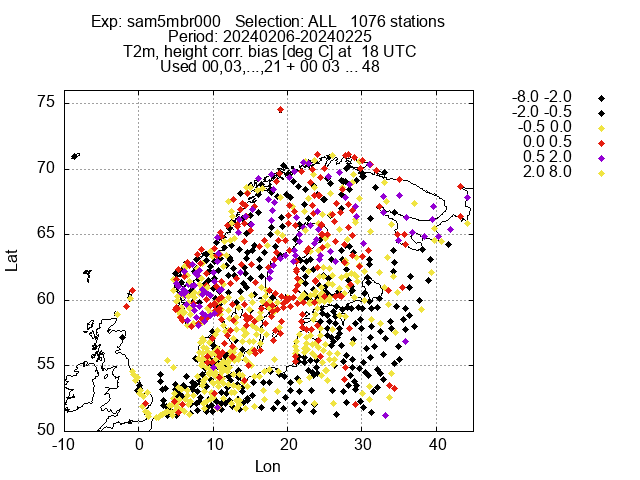 Exp: sam5mbr000   Selection: ALL   1076 stations
Period: 20240206-20240225
T2m, height corr. bias [deg C] at  18 UTC
Used 00,03,...,21 + 00 03 ... 48
-8.0 -2.0
-2.0 -0.5
-0.5 0.0
0.0 0.5
0.5 2.0
2.0 8.0
75
70
65
60
55
50
Lat
-10 0 10 20 30 40
Lon